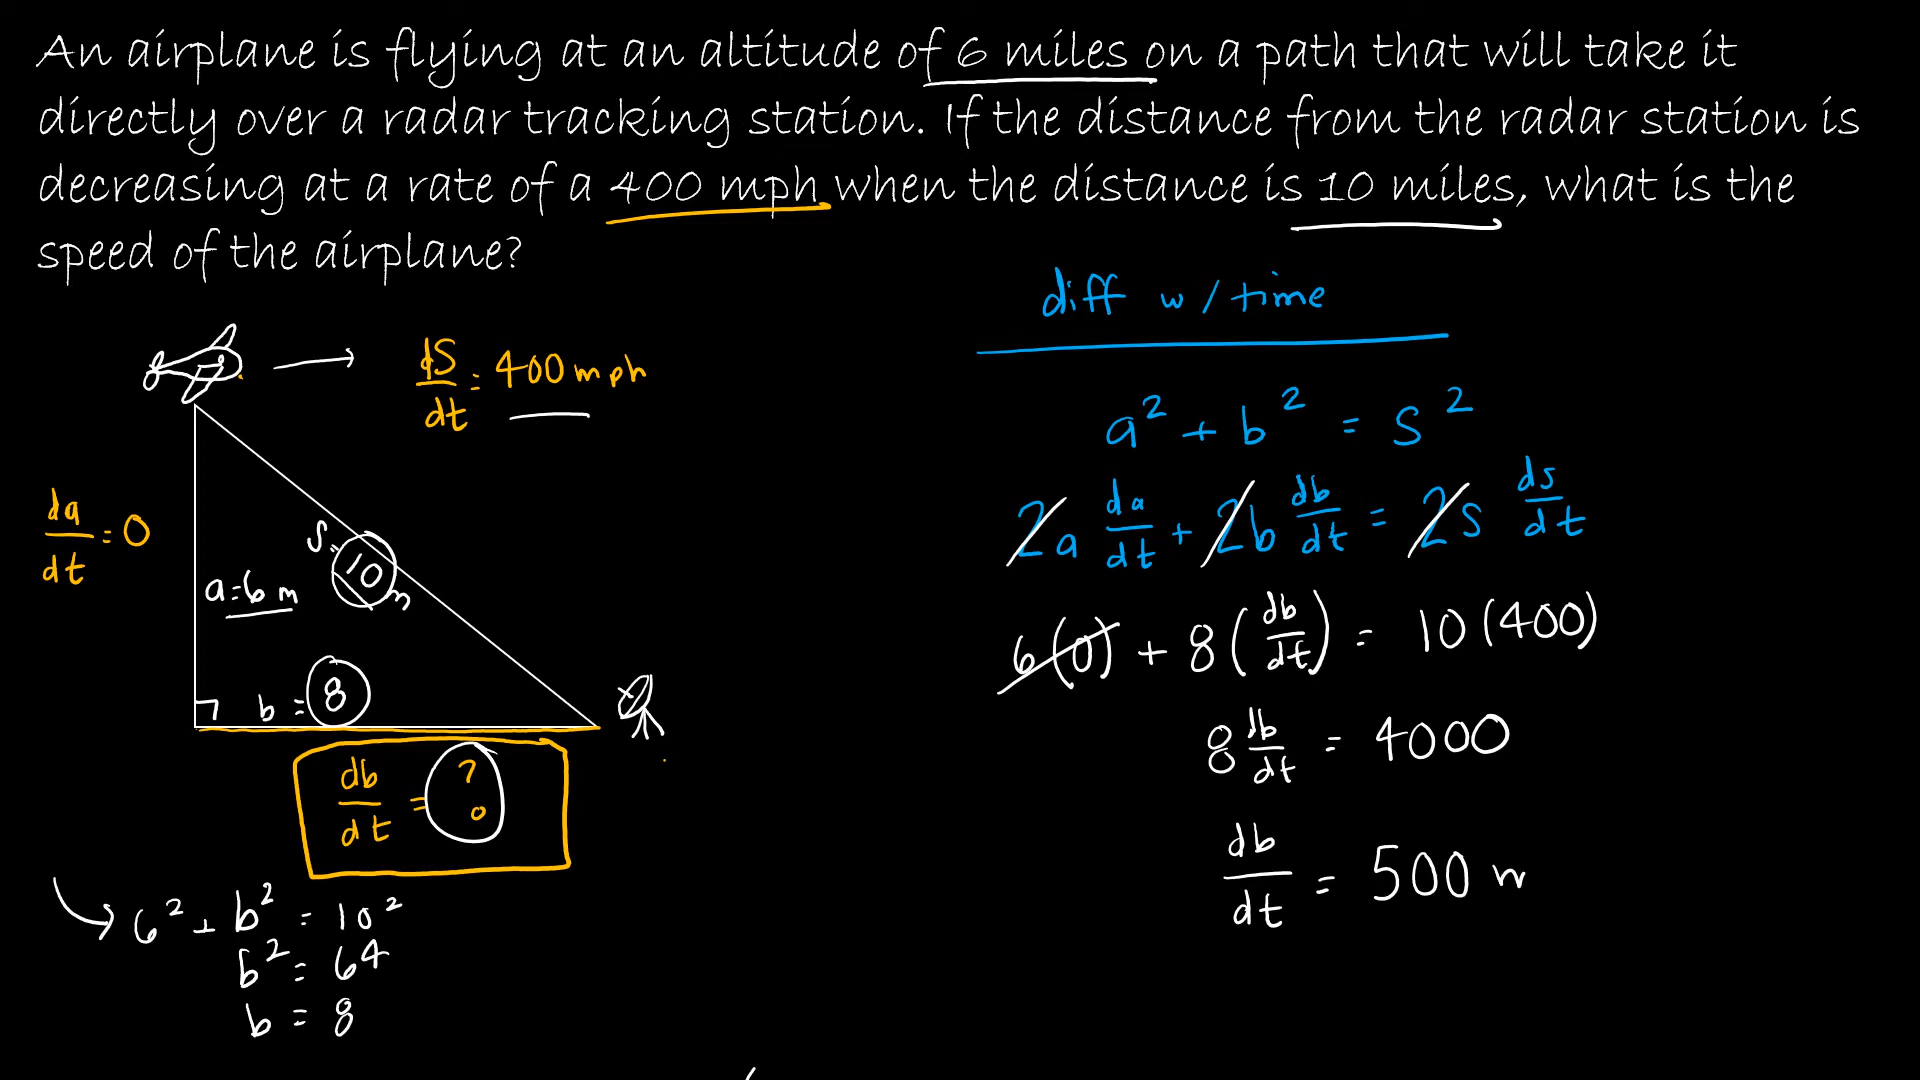 An airplane is flying at an altitude of 6 miles on a path that will take it
directly over a radar tracking station. If the distance from the radar station is
decreasing at a rate of a 400 mph when the distance is 10 miles, what is the
speed of the airplane?
diff w/ time
dS/dt = 400 mph
a² + b² = s²
2a da/dt + 2b db/dt = 2s ds/dt
da/dt = 0
S = 10 m
a = 6 m
6(0) + 8(db/dt) = 10(400)
b = 8
8 db/dt = 4000
db/dt = ?
db/dt = 500 m
6² + b² = 10²
b² = 64
b = 8